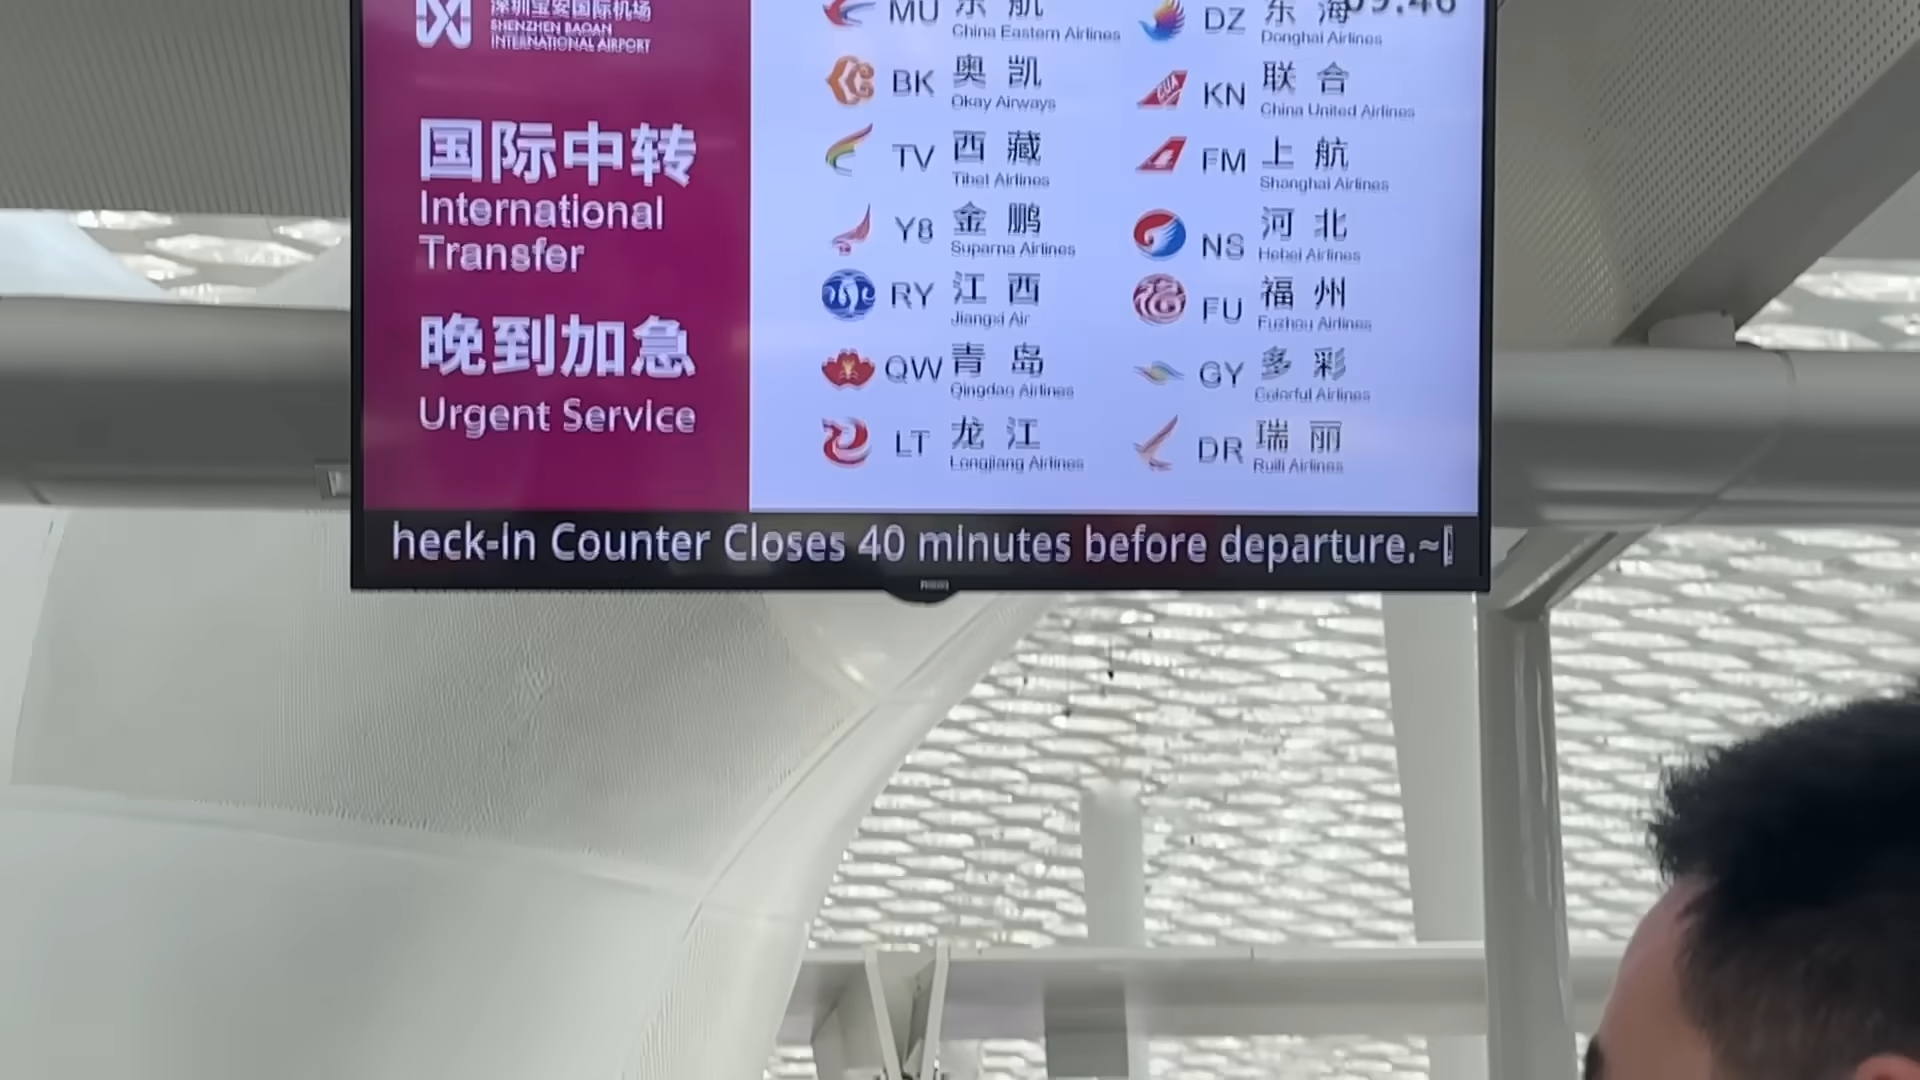 深圳宝安国际机场
SHENZHEN BAOAN
INTERNATIONAL AIRPORT
国际中转
International
Transfer
晚到加急
Urgent Service
MU 东 航
China Eastern Airlines
DZ 东 海
Donghai Airlines
09:46
BK 奥 凯
Okay Airways
KN 联 合
China United Airlines
TV 西 藏
Tibet Airlines
FM 上 航
Shanghai Airlines
Y8 金 鹏
Suparna Airlines
NS 河 北
Hebei Airlines
RY 江 西
Jiangxi Air
FU 福 州
Fuzhou Airlines
QW 青 岛
Qingdao Airlines
GY 多 彩
Colorful Airlines
LT 龙 江
Longjiang Airlines
DR 瑞 丽
Ruili Airlines
heck-in Counter Closes 40 minutes before departure.~